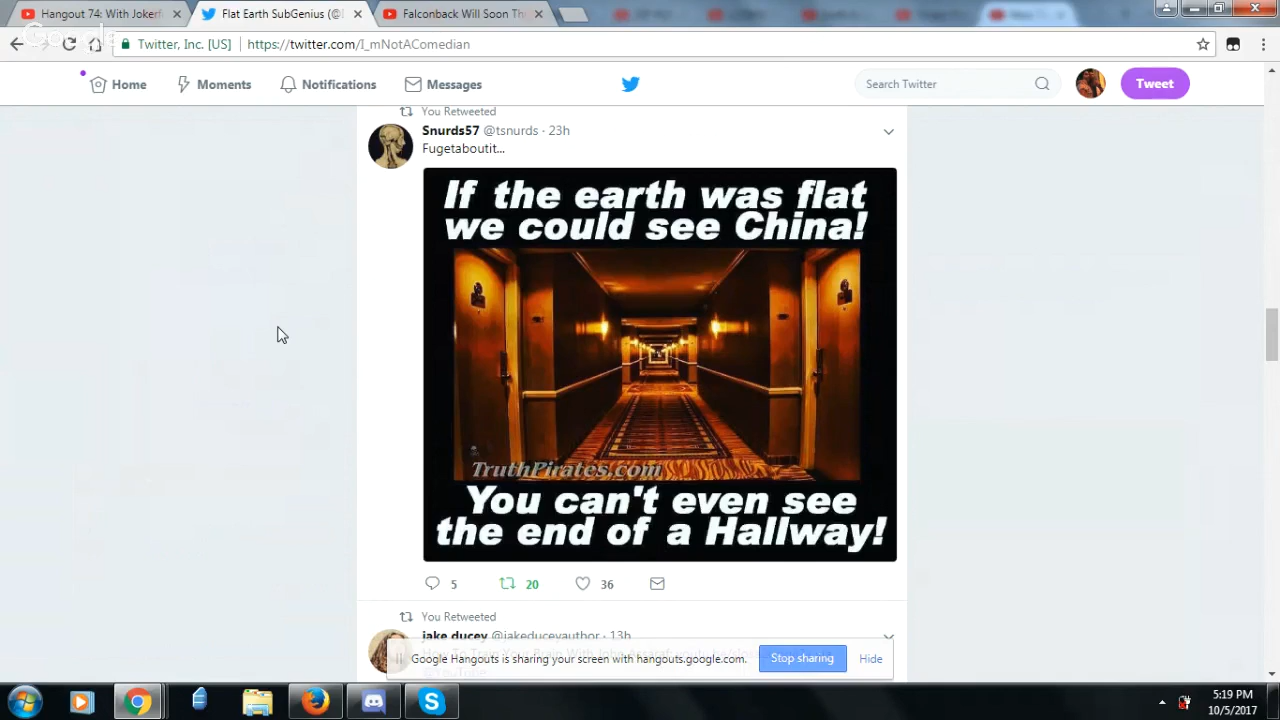 Hangout 74: With Jokerf
Flat Earth SubGenius (@I
Falconback Will Soon Th
Google
Twitter, Inc. [US]
https://twitter.com/I_mNotAComedian
Home
Moments
Notifications
Messages
Search Twitter
Tweet
You Retweeted
Snurds57 @tsnurds · 23h
Fugetaboutit...
If the earth was flat
we could see China!
TruthPirates.com
You can't even see
the end of a Hallway!
5
20
36
You Retweeted
jake ducey @jakeduceyauthor · 13h
Google Hangouts is sharing your screen with hangouts.google.com.
Stop sharing
Hide
5:19 PM
10/5/2017